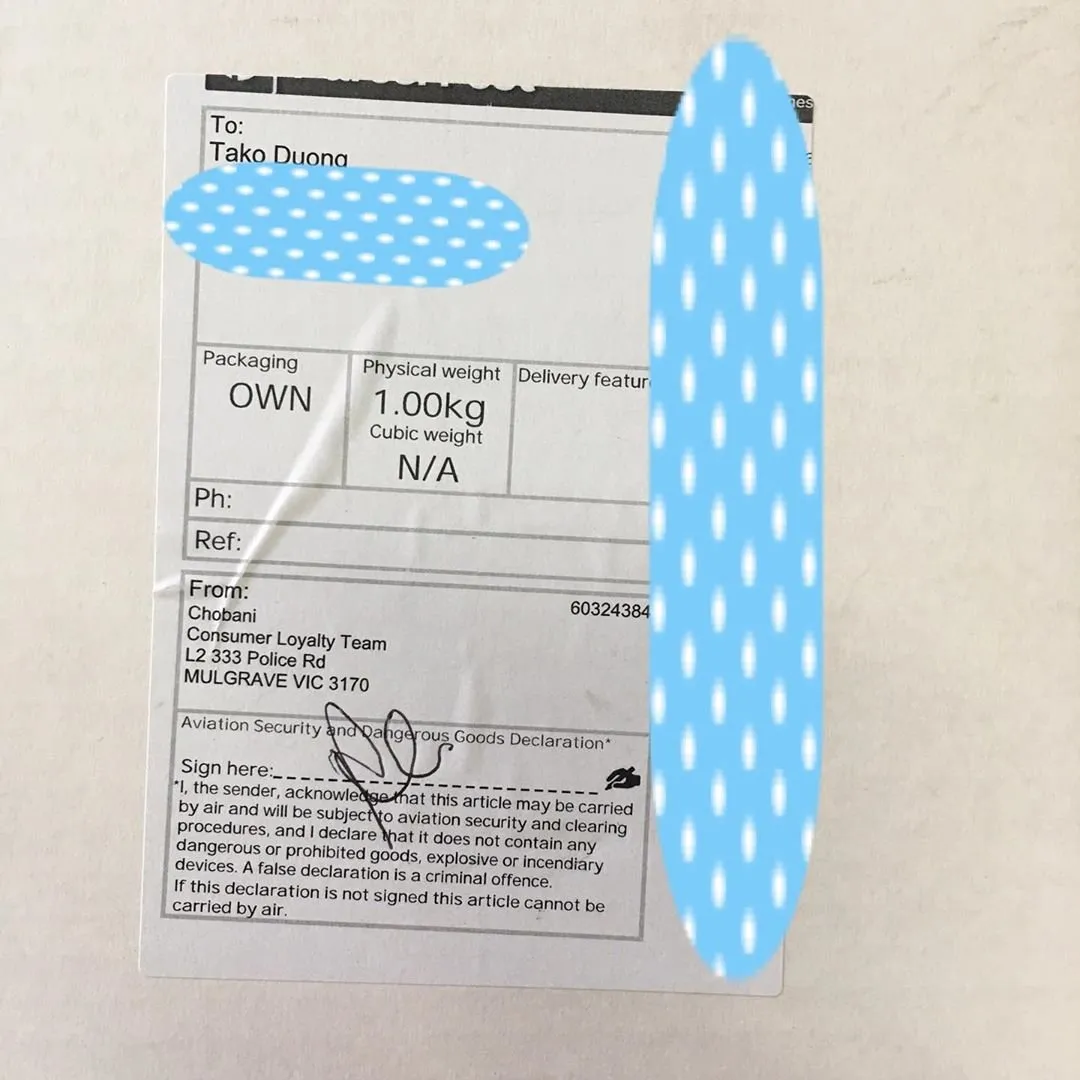 To:
Tako Duong
Packaging
OWN
Physical weight
1.00kg
Cubic weight
N/A
Delivery featur
Ph:
Ref:
From:
60324384
Chobani
Consumer Loyalty Team
L2 333 Police Rd
MULGRAVE VIC 3170
Aviation Security and Dangerous Goods Declaration*
Sign here:
*I, the sender, acknowledge that this article may be carried
by air and will be subject to aviation security and clearing
procedures, and I declare that it does not contain any
dangerous or prohibited goods, explosive or incendiary
devices. A false declaration is a criminal offence.
If this declaration is not signed this article cannot be
carried by air.